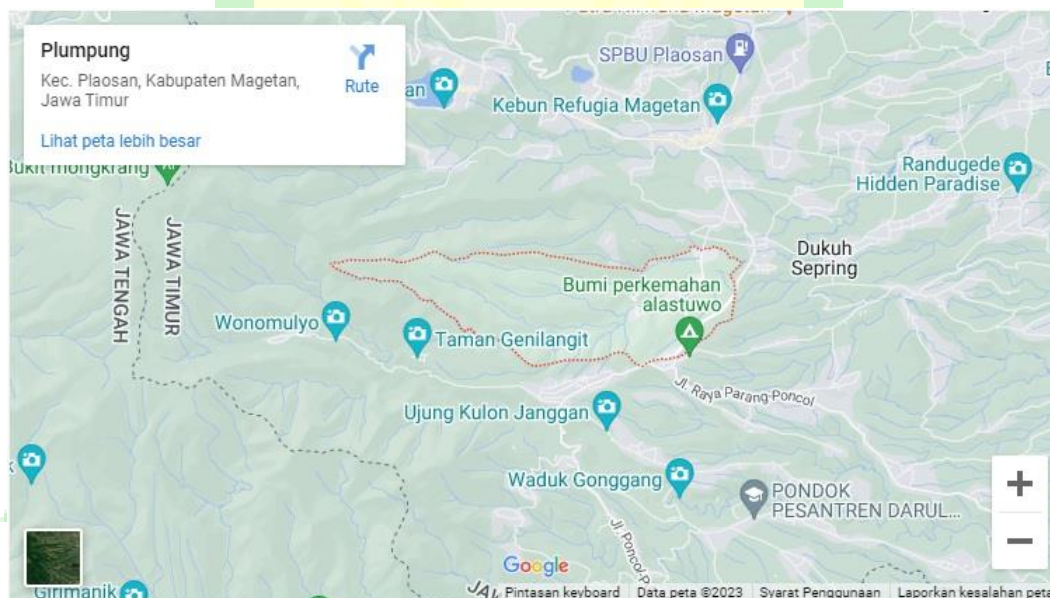 Plumpung
Kec. Plaosan, Kabupaten Magetan,
Jawa Timur
Rute
Lihat peta lebih besar
SPBU Plaosan
an
Kebun Refugia Magetan
Bukit mongkrang
Randugede
Hidden Paradise
JAWA TENGAH
JAWA TIMUR
Dukuh
Sepring
Bumi perkemahan
alastuwo
Wonomulyo
Taman Genilangit
Jl. Raya Parang-Poncol
Ujung Kulon Janggan
Waduk Gonggang
PONDOK
PESANTREN DARUL...
Jl. Poncol-P
Girimanik
Google
Pintasan keyboard
Data peta ©2023
Syarat Penggunaan
Laporkan kesalahan peta